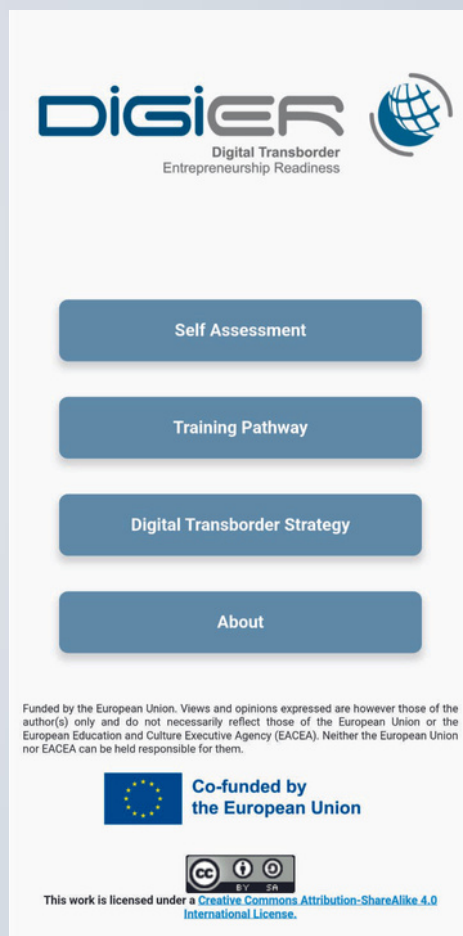 DiGiER
Digital Transborder
Entrepreneurship Readiness
Self Assessment
Training Pathway
Digital Transborder Strategy
About
Funded by the European Union. Views and opinions expressed are however those of the
author(s) only and do not necessarily reflect those of the European Union or the
European Education and Culture Executive Agency (EACEA). Neither the European Union
nor EACEA can be held responsible for them.
Co-funded by
the European Union
cc
BY SA
This work is licensed under a Creative Commons Attribution-ShareAlike 4.0
International License.